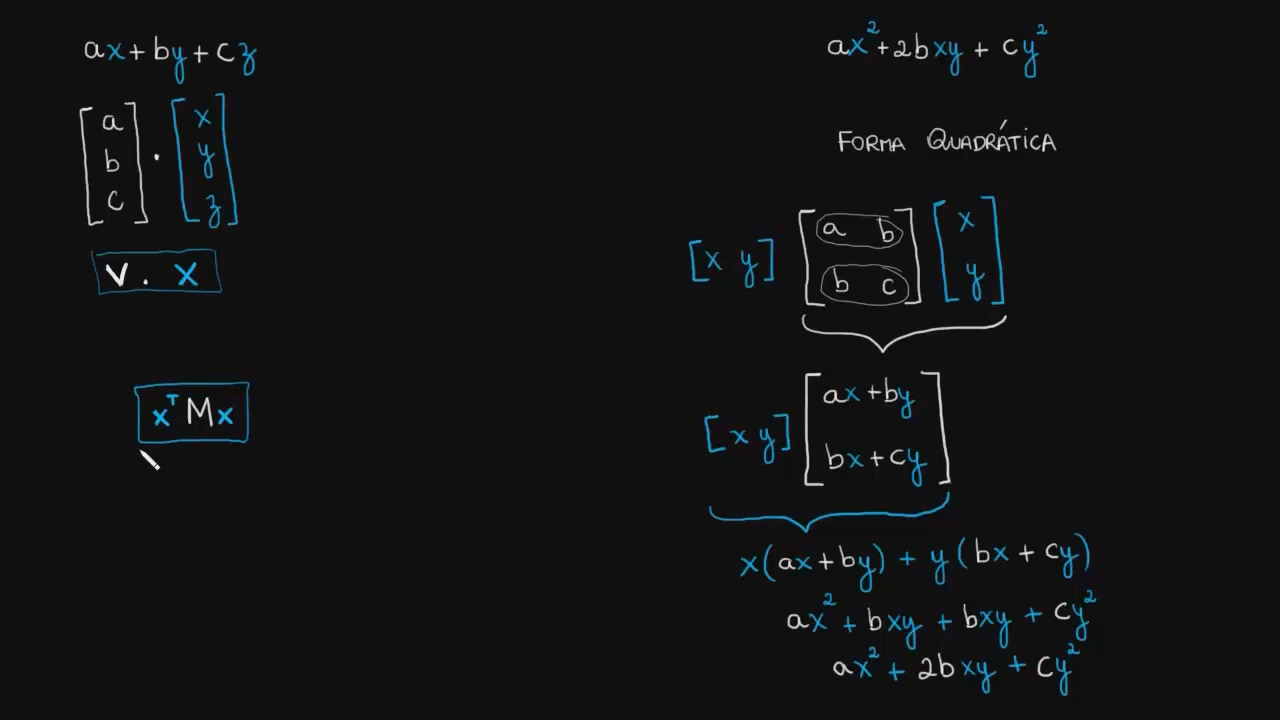 ax + by + cz
[a b c] · [x y z]
v . x
xᵀMx
ax² + 2bxy + cy²
FORMA QUADRÁTICA
[x y] [a b
b c] [x y]
[x y] [ax + by
bx + cy]
x(ax + by) + y(bx + cy)
ax² + bxy + bxy + cy²
ax² + 2bxy + cy²